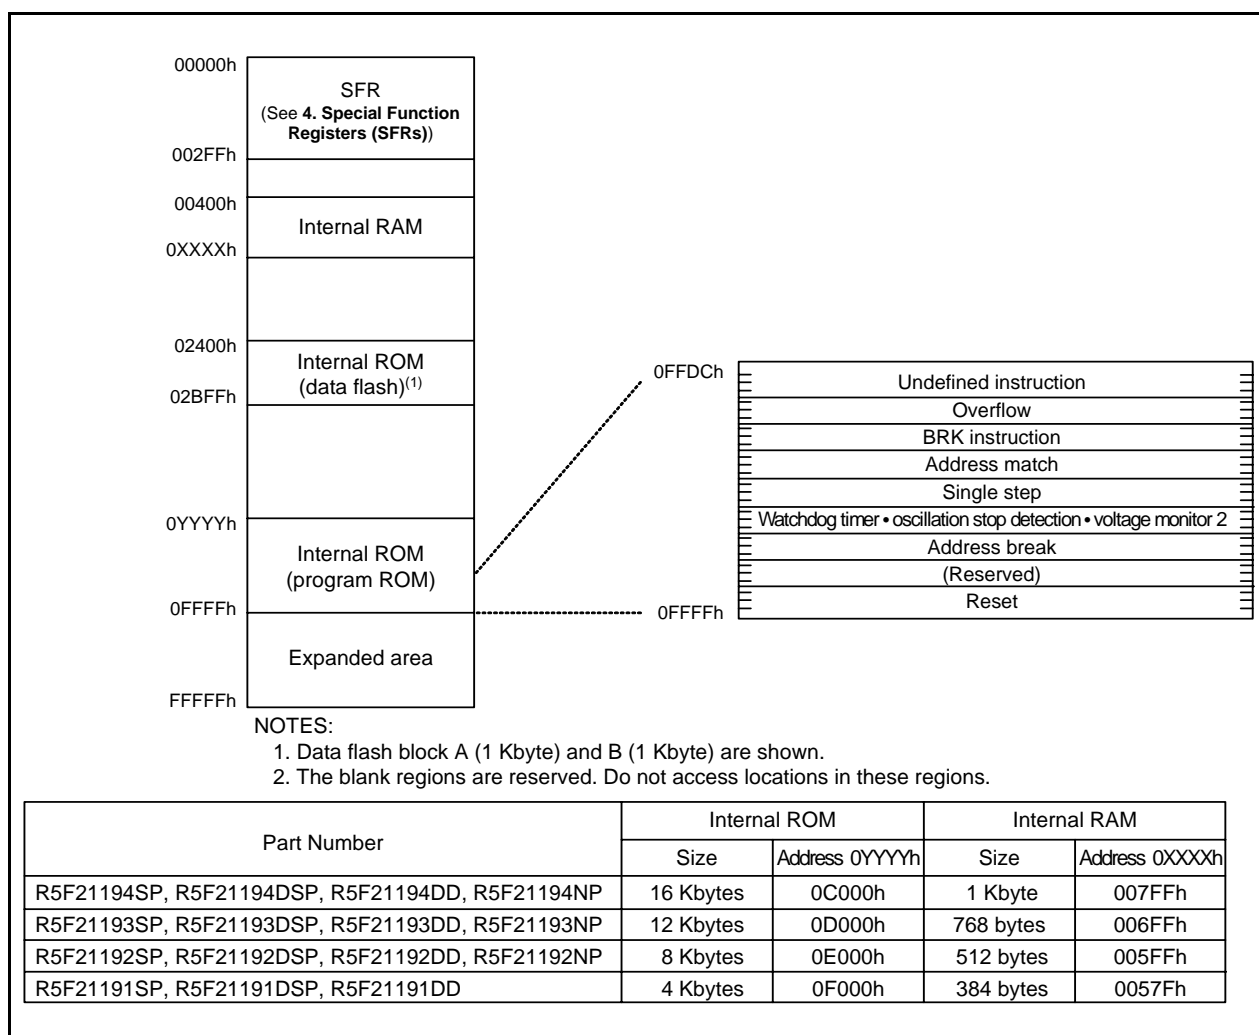 00000h
SFR
(See 4. Special Function
Registers (SFRs))
002FFh
00400h
Internal RAM
0XXXXh
02400h
Internal ROM
(data flash)(1)
02BFFh
0YYYYh
Internal ROM
(program ROM)
0FFFFh
Expanded area
FFFFFh
0FFDCh
Undefined instruction
Overflow
BRK instruction
Address match
Single step
Watchdog timer • oscillation stop detection • voltage monitor 2
Address break
(Reserved)
0FFFFh
Reset
NOTES:
1. Data flash block A (1 Kbyte) and B (1 Kbyte) are shown.
2. The blank regions are reserved. Do not access locations in these regions.
Part Number Internal ROM Internal RAM
Size Address 0YYYYh Size Address 0XXXXh
R5F21194SP, R5F21194DSP, R5F21194DD, R5F21194NP 16 Kbytes 0C000h 1 Kbyte 007FFh
R5F21193SP, R5F21193DSP, R5F21193DD, R5F21193NP 12 Kbytes 0D000h 768 bytes 006FFh
R5F21192SP, R5F21192DSP, R5F21192DD, R5F21192NP 8 Kbytes 0E000h 512 bytes 005FFh
R5F21191SP, R5F21191DSP, R5F21191DD 4 Kbytes 0F000h 384 bytes 0057Fh